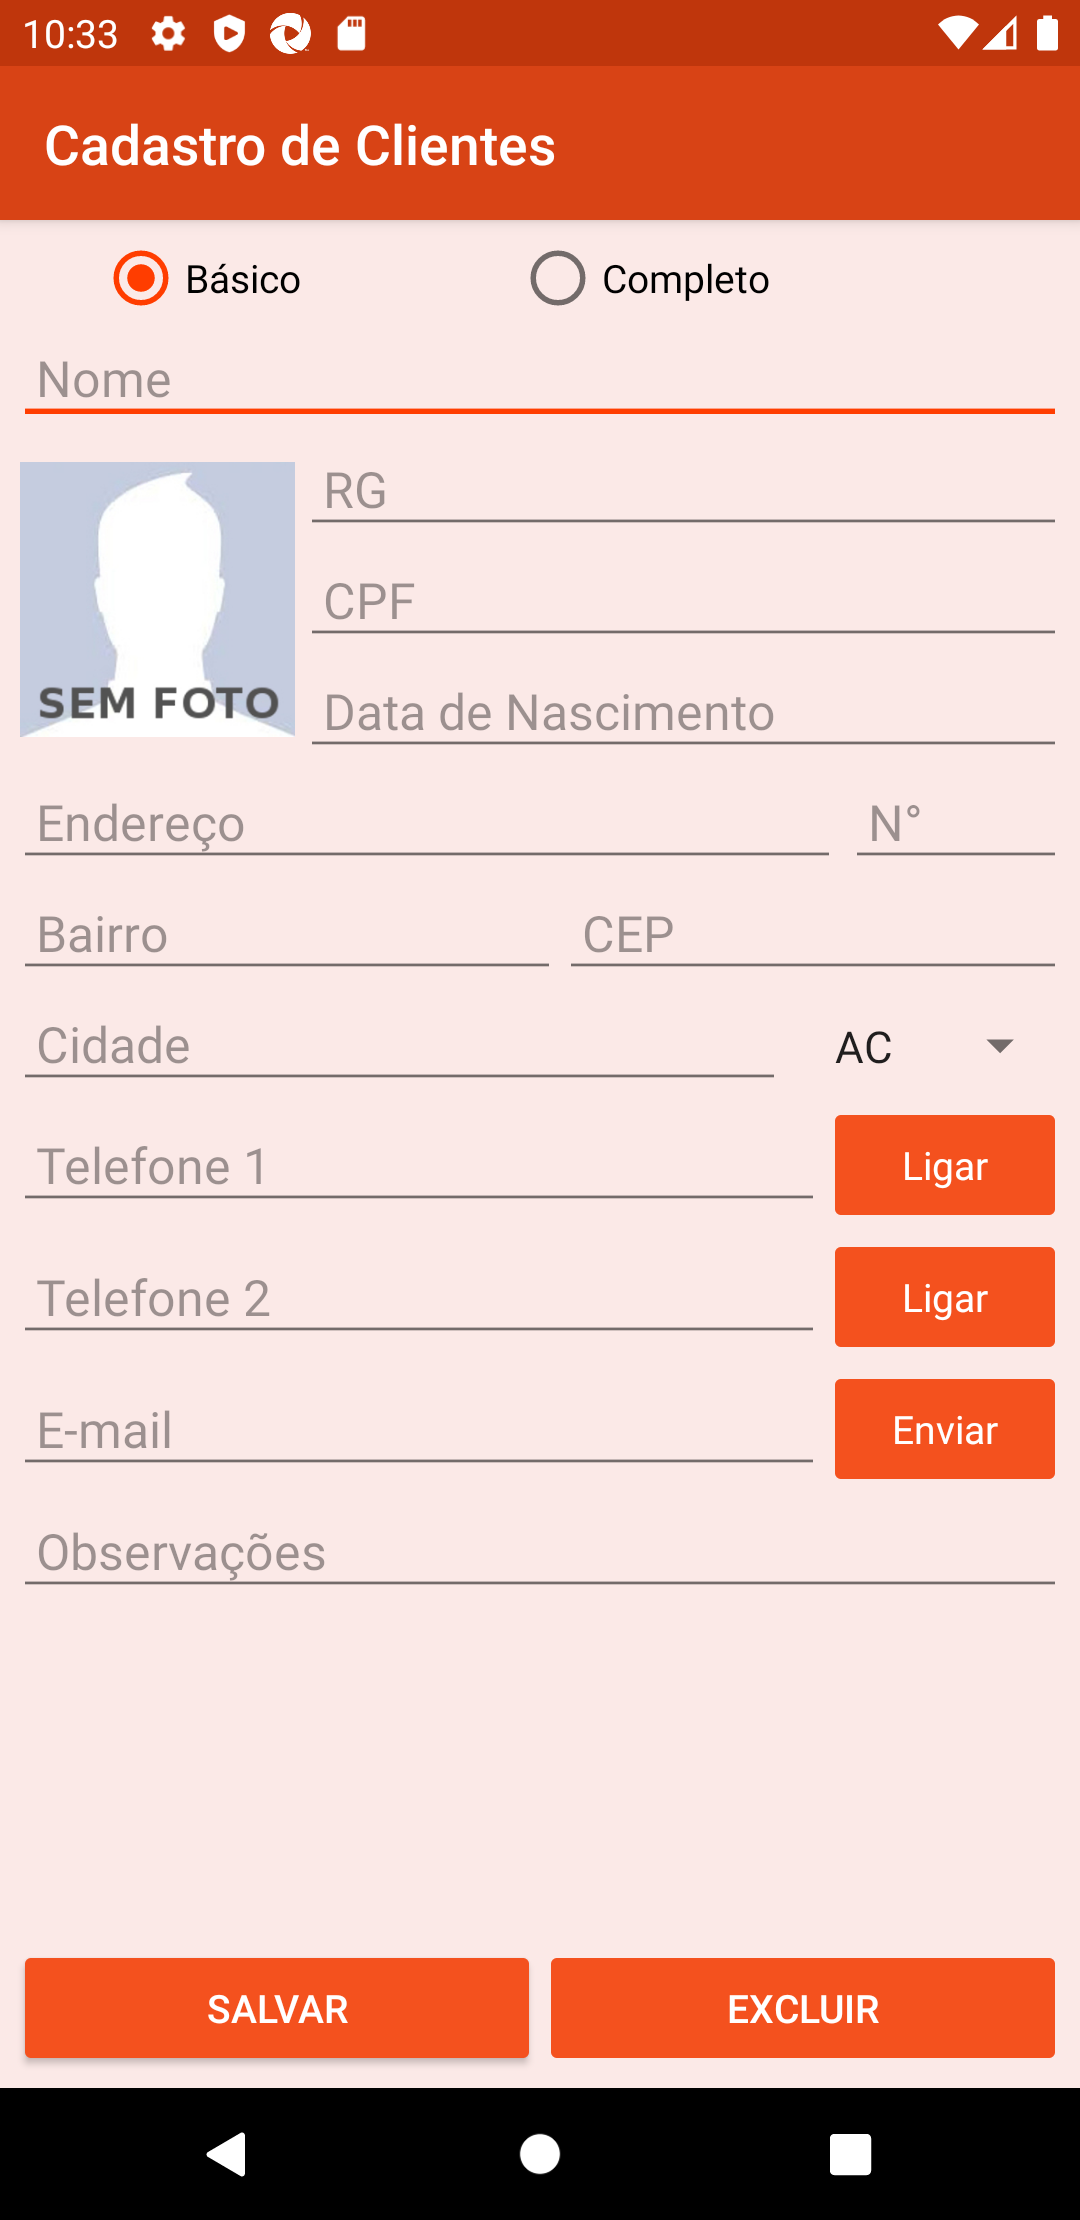 10:33
Cadastro de Clientes
Básico Completo
Nome
RG
CPF
SEM FOTO
Data de Nascimento
Endereço N°
Bairro CEP
Cidade AC
Telefone 1 Ligar
Telefone 2 Ligar
E-mail Enviar
Observações
SALVAR EXCLUIR